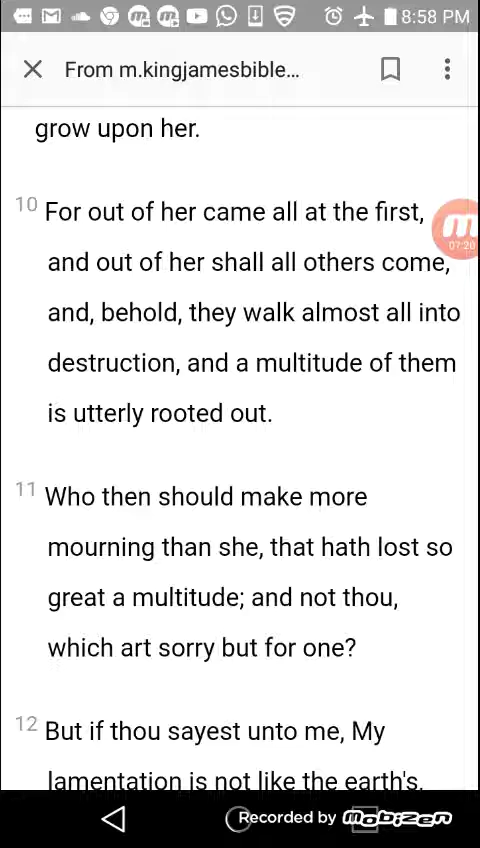 8:58 PM
From m.kingjamesbible...
grow upon her.
10 For out of her came all at the first,
and out of her shall all others come,
and, behold, they walk almost all into
destruction, and a multitude of them
is utterly rooted out.
07:20
11 Who then should make more
mourning than she, that hath lost so
great a multitude; and not thou,
which art sorry but for one?
12 But if thou sayest unto me, My
lamentation is not like the earth's,
Recorded by Mobizen